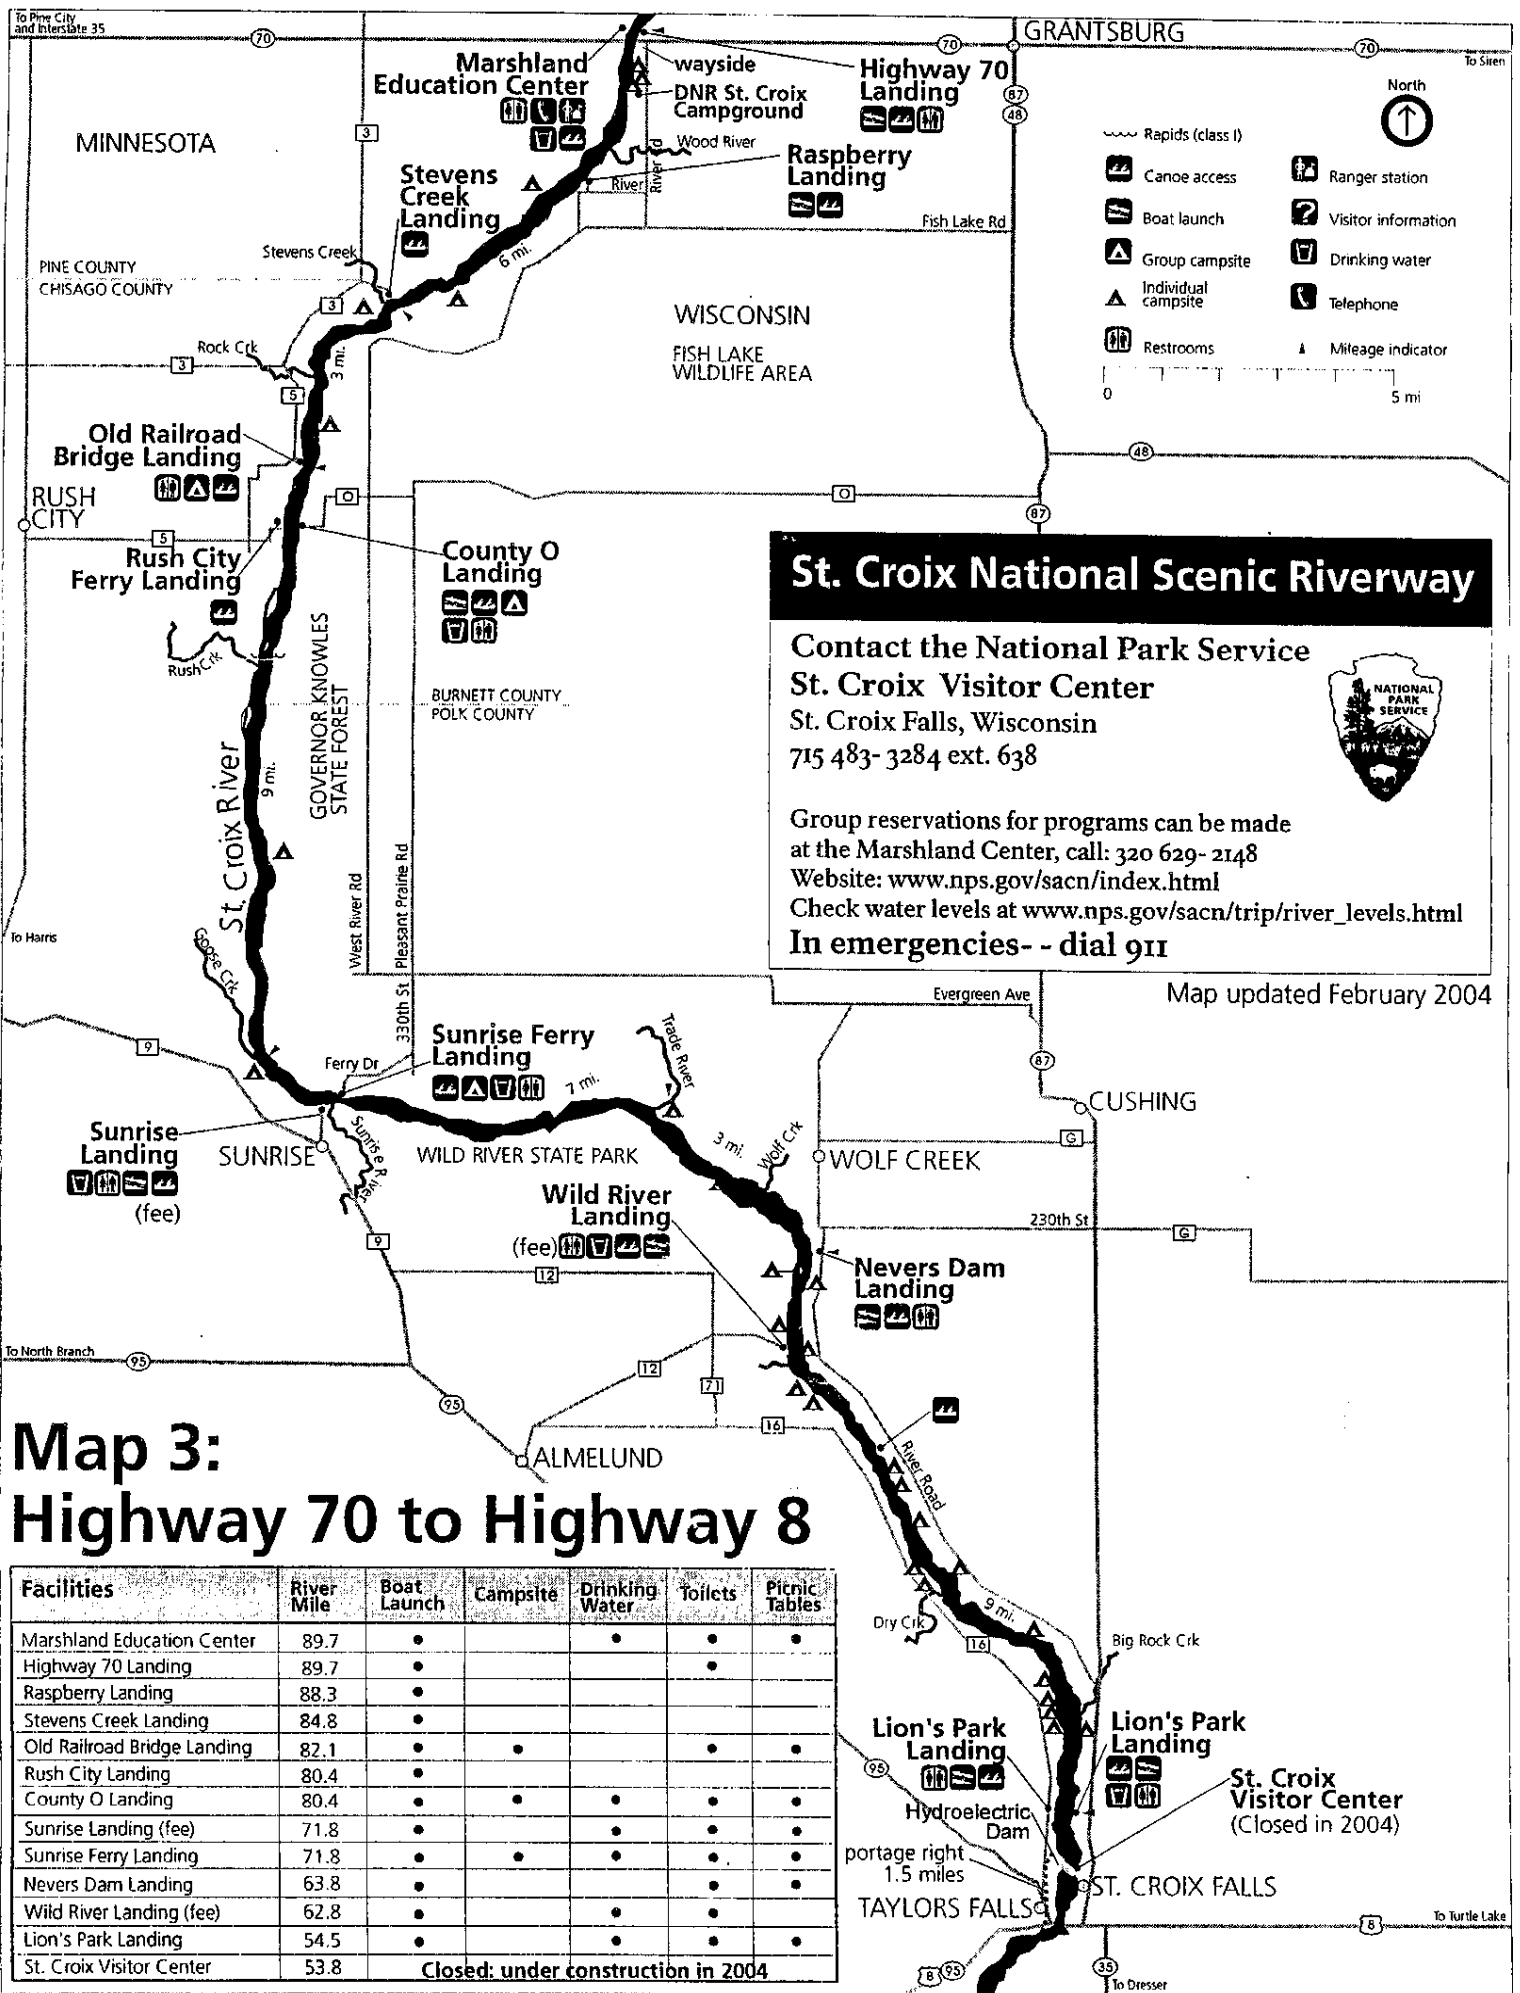 To Pine City
and Interstate 35
70
Marshland
Education Center
wayside
DNR St. Croix
Campground
Highway 70
Landing
70
GRANTSBURG
70
To Siren
87
48
North
MINNESOTA
3
Wood River
River Rd
River
Raspberry
Landing
Stevens
Creek
Landing
Fish Lake Rd
6 mi.
Rapids (class I)
Canoe access
Boat launch
Group campsite
Individual
campsite
Restrooms
Ranger station
Visitor information
Drinking water
Telephone
Mileage indicator
0
5 mi
Stevens Creek
PINE COUNTY
CHISAGO COUNTY
3
WISCONSIN
FISH LAKE
WILDLIFE AREA
Rock Crk
3
3 mi.
5
Old Railroad
Bridge Landing
48
RUSH
CITY
O
O
87
5
Rush City
Ferry Landing
County O
Landing
Rush Crk
GOVERNOR KNOWLES
STATE FOREST
BURNETT COUNTY
POLK COUNTY
St. Croix River
9 mi.
St. Croix National Scenic Riverway
Contact the National Park Service
St. Croix Visitor Center
St. Croix Falls, Wisconsin
715 483- 3284 ext. 638
NATIONAL
PARK
SERVICE
Group reservations for programs can be made
at the Marshland Center, call: 320 629- 2148
Website: www.nps.gov/sacn/index.html
Check water levels at www.nps.gov/sacn/trip/river_levels.html
In emergencies- - dial 911
Map updated February 2004
West River Rd
330th St Pleasant Prairie Rd
To Harris
Goose Crk
Evergreen Ave
9
Ferry Dr
Sunrise Ferry
Landing
7 mi.
Trade River
87
CUSHING
Sunrise
Landing
(fee)
SUNRISE
Sunrise River
WILD RIVER STATE PARK
3 mi.
Wolf Crk
G
WOLF CREEK
Wild River
Landing
(fee)
230th St
G
9
12
Nevers Dam
Landing
To North Branch
95
12
71
95
16
ALMELUND
River Road
Map 3:
Highway 70 to Highway 8
Dry Crk
9 mi.
16
Big Rock Crk
Lion's Park
Landing
Lion's Park
Landing
95
St. Croix
Visitor Center
(Closed in 2004)
Hydroelectric
Dam
portage right
1.5 miles
TAYLORS FALLS
ST. CROIX FALLS
8
To Turtle Lake
8
95
35
To Dresser
Facilities River Mile Boat Launch Campsite Drinking Water Toilets Picnic Tables
Marshland Education Center 89.7 • • • •
Highway 70 Landing 89.7 • •
Raspberry Landing 88.3 •
Stevens Creek Landing 84.8 •
Old Railroad Bridge Landing 82.1 • • • •
Rush City Landing 80.4 •
County O Landing 80.4 • • • • •
Sunrise Landing (fee) 71.8 • • • •
Sunrise Ferry Landing 71.8 • • • • •
Nevers Dam Landing 63.8 • • •
Wild River Landing (fee) 62.8 • • •
Lion's Park Landing 54.5 • • • •
St. Croix Visitor Center 53.8 Closed: under construction in 2004